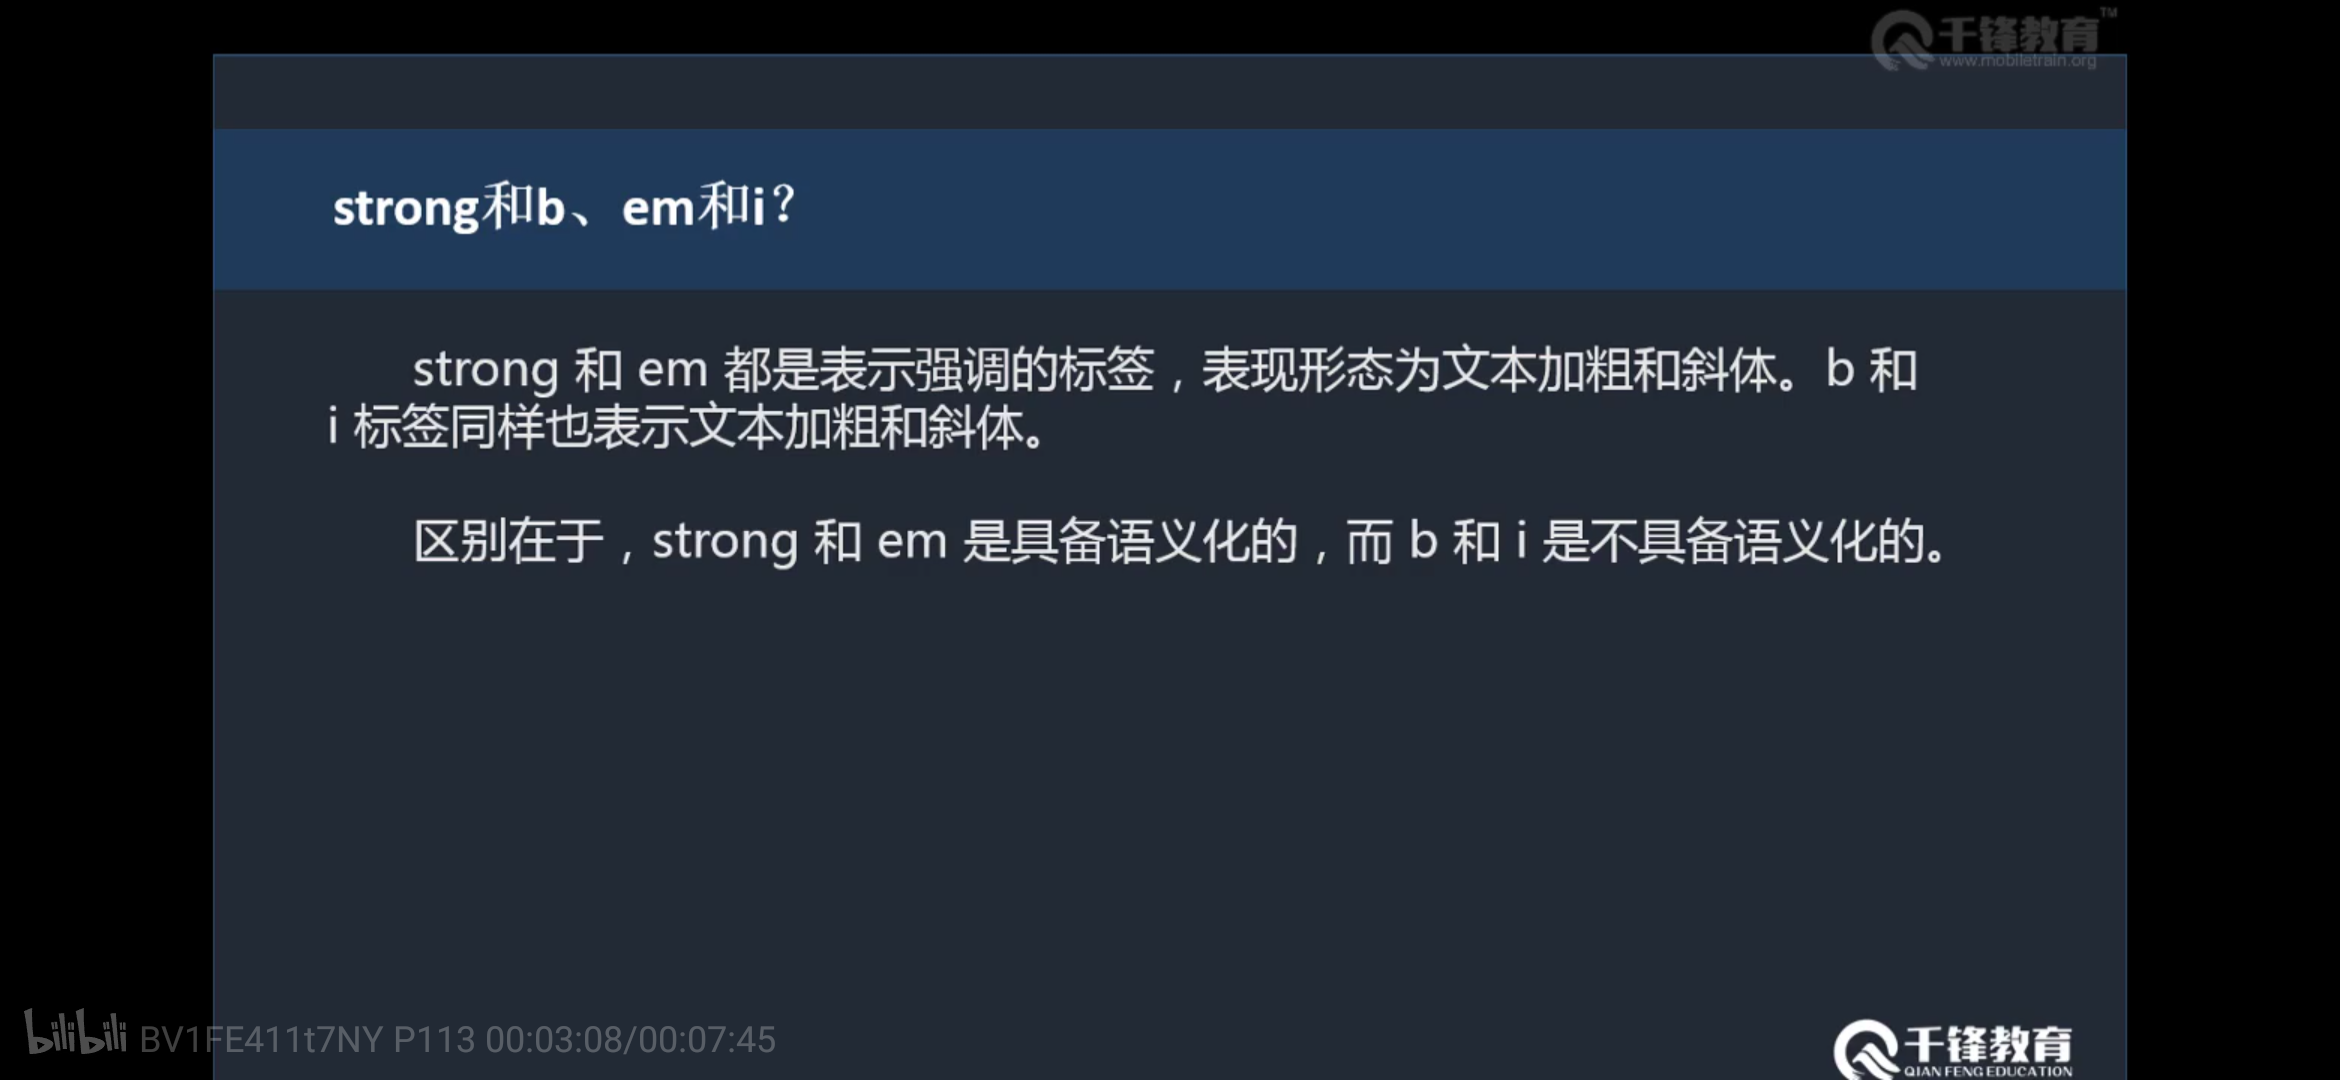 千锋教育™
www.mobiletrain.org
strong和b、em和i？
strong 和 em 都是表示强调的标签，表现形态为文本加粗和斜体。b 和
i 标签同样也表示文本加粗和斜体。
区别在于，strong 和 em 是具备语义化的，而 b 和 i 是不具备语义化的。
bilibili BV1FE411t7NY P113 00:03:08/00:07:45
千锋教育
QIANFENG EDUCATION